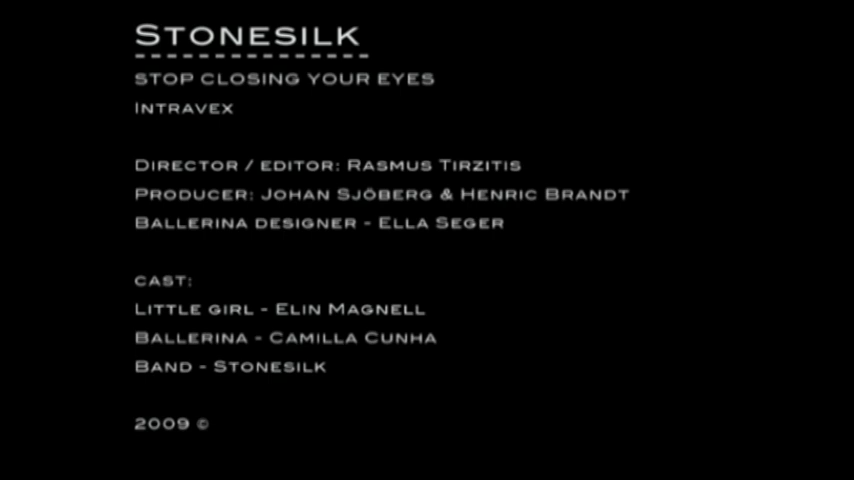 Stonesilk
STOP CLOSING YOUR EYES
Intravex
Director / editor: Rasmus Tirzitis
Producer: Johan Sjöberg & Henric Brandt
Ballerina designer - Ella Seger
cast:
Little girl - Elin Magnell
Ballerina - Camilla Cunha
Band - Stonesilk
2009 ©